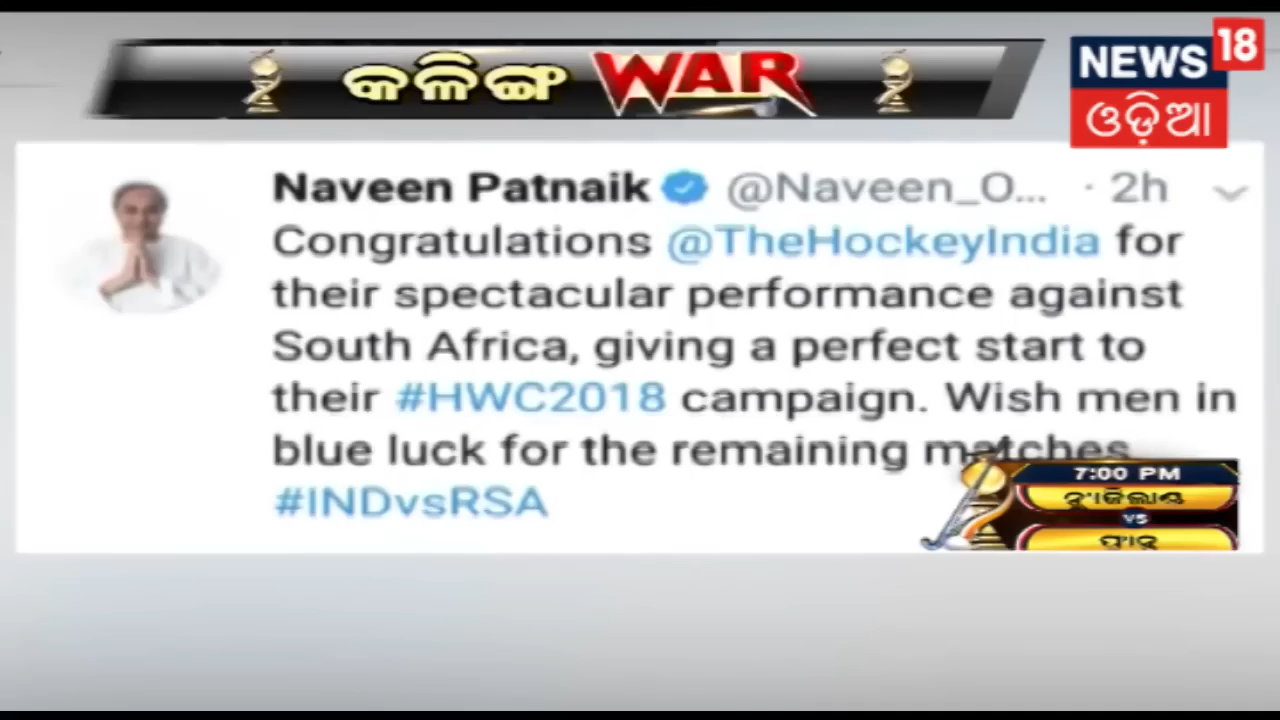 କଳିଙ୍ଗ WAR
NEWS 18
ଓଡ଼ିଆ
Naveen Patnaik @Naveen_O... · 2h
Congratulations @TheHockeyIndia for
their spectacular performance against
South Africa, giving a perfect start to
their #HWC2018 campaign. Wish men in
blue luck for the remaining matches
#INDvsRSA
7:00 PM
ନ୍ୟୁଜିଲାଣ୍ଡ
VS